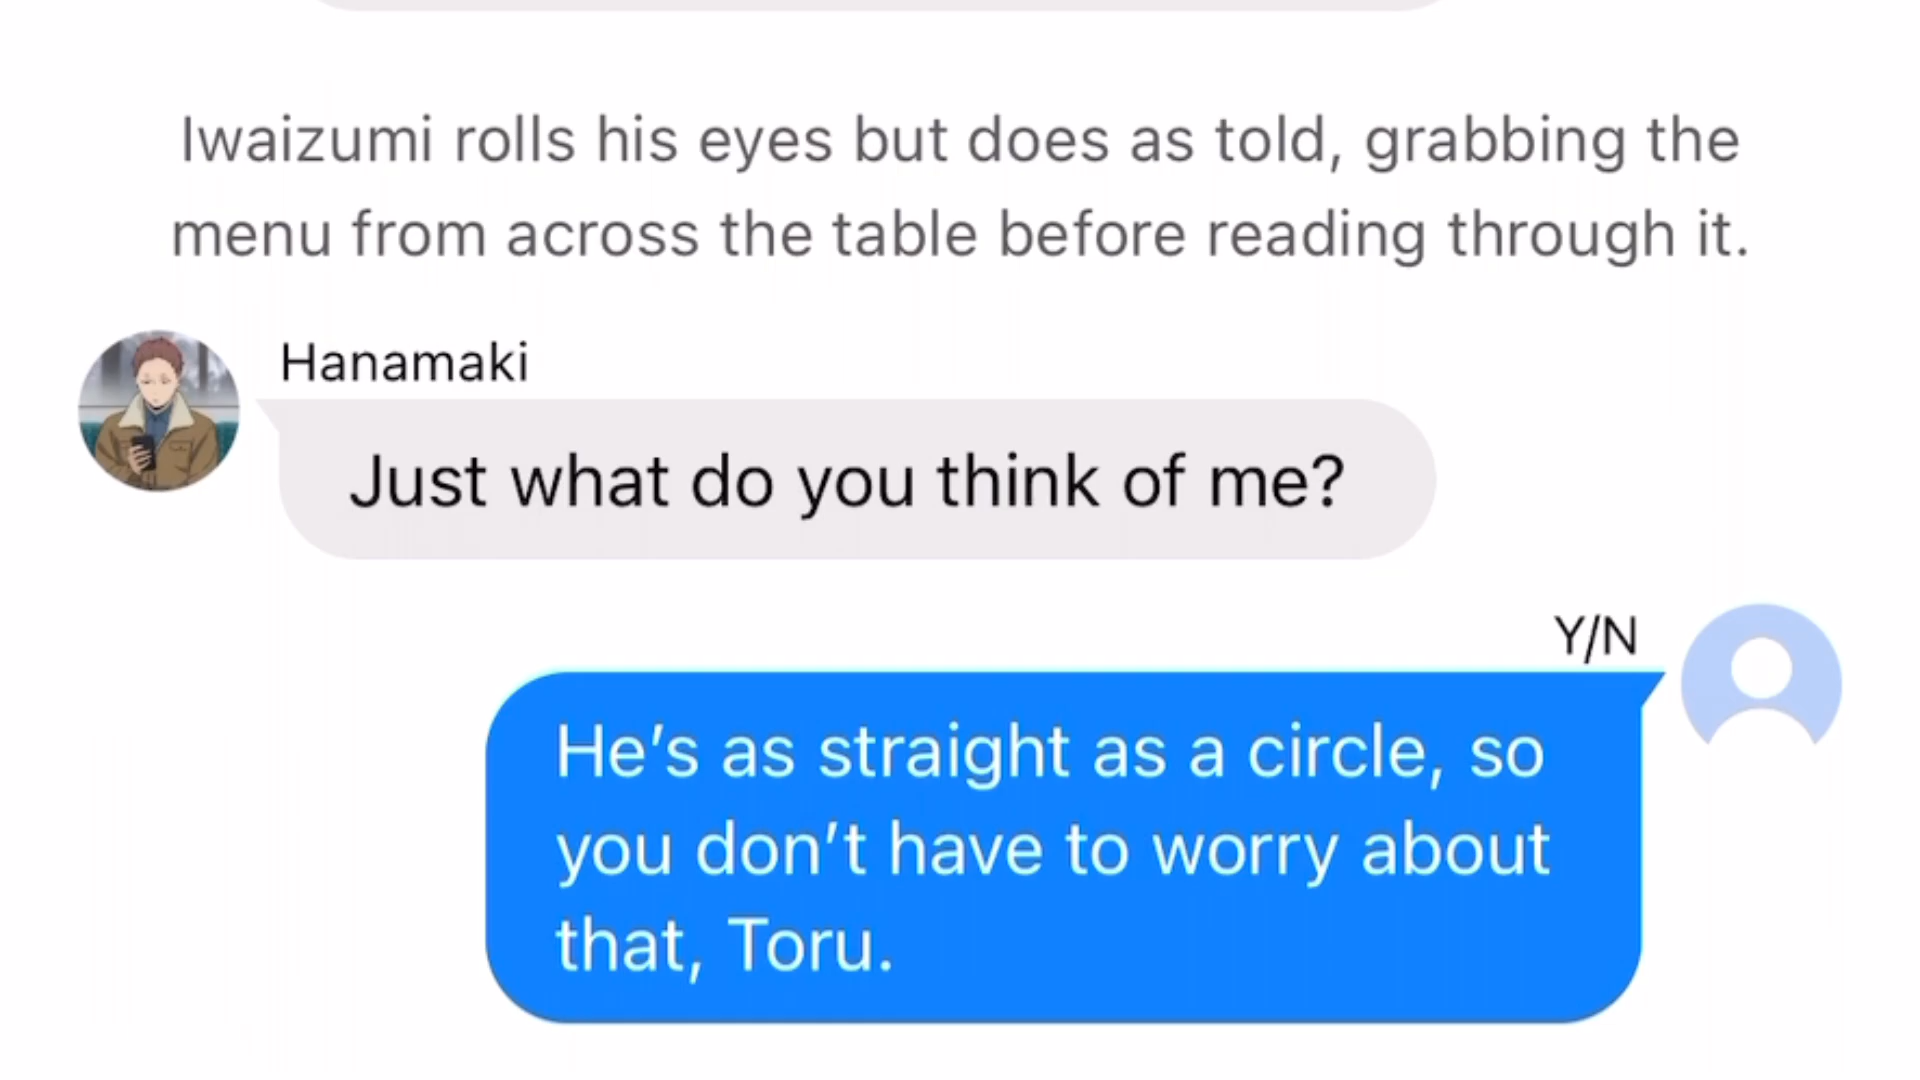 Iwaizumi rolls his eyes but does as told, grabbing the
menu from across the table before reading through it.
Hanamaki
Just what do you think of me?
Y/N
He’s as straight as a circle, so
you don’t have to worry about
that, Toru.